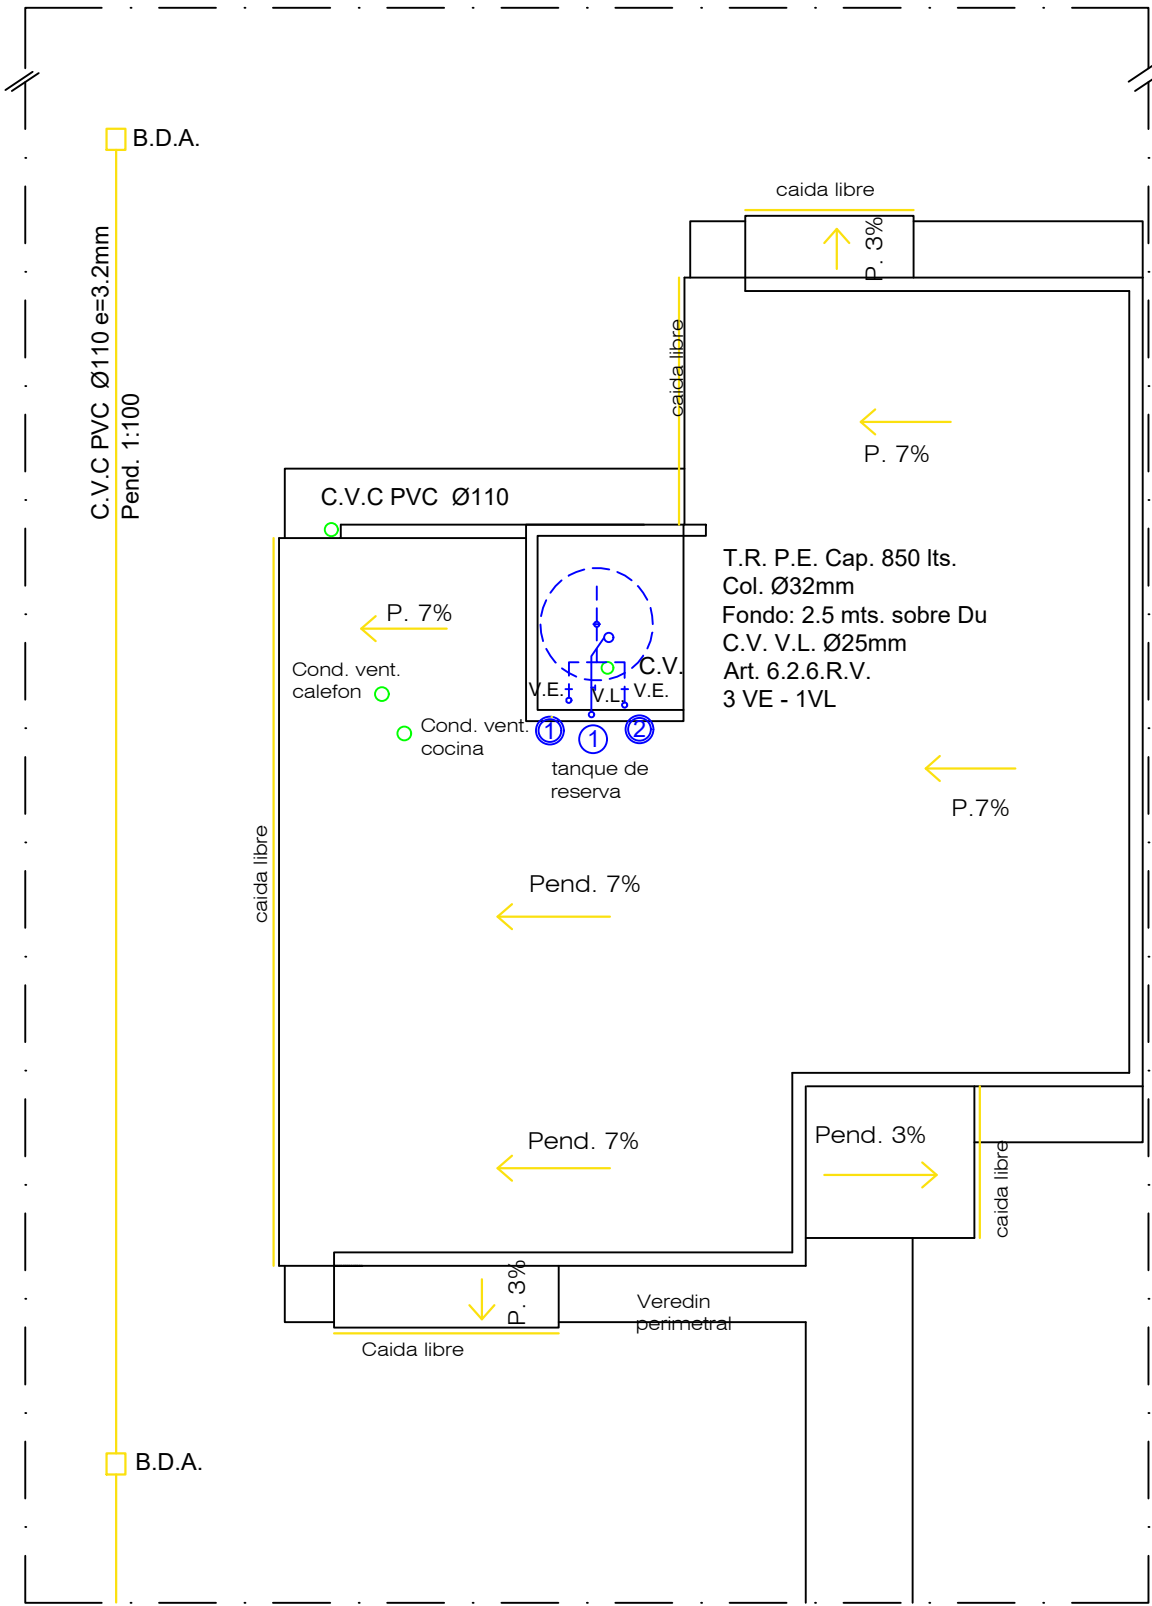 B.D.A.
caida libre
P. 3%
C.V.C PVC  Ø110 e=3.2mm
Pend. 1:100
caida libre
P. 7%
C.V.C PVC  Ø110
T.R. P.E. Cap. 850 lts.
Col. Ø32mm
Fondo: 2.5 mts. sobre Du
C.V. V.L. Ø25mm
Art. 6.2.6.R.V.
3 VE - 1VL
P. 7%
Cond. vent.
calefon
C.V.
V.E.
V.L.
V.E.
Cond. vent.
cocina
1
1
2
tanque de
reserva
P.7%
caida libre
Pend. 7%
Pend. 7%
Pend. 3%
caida libre
P. 3%
Veredin
perimetral
Caida libre
B.D.A.